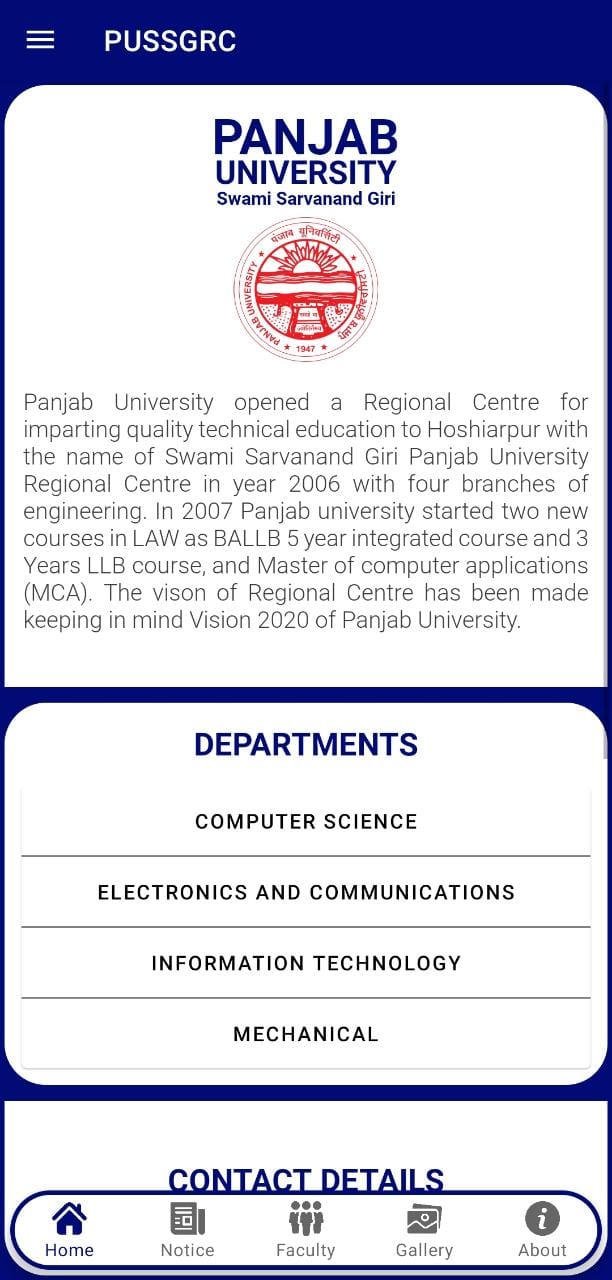 PUSSGRC
PANJAB
UNIVERSITY
Swami Sarvanand Giri
पंजाब यूनिवर्सिटी
PANJAB UNIVERSITY
★ 1947 ★
Panjab University opened a Regional Centre for
imparting quality technical education to Hoshiarpur with
the name of Swami Sarvanand Giri Panjab University
Regional Centre in year 2006 with four branches of
engineering. In 2007 Panjab university started two new
courses in LAW as BALLB 5 year integrated course and 3
Years LLB course, and Master of computer applications
(MCA). The vison of Regional Centre has been made
keeping in mind Vision 2020 of Panjab University.
DEPARTMENTS
COMPUTER SCIENCE
ELECTRONICS AND COMMUNICATIONS
INFORMATION TECHNOLOGY
MECHANICAL
CONTACT DETAILS
Home Notice Faculty Gallery About